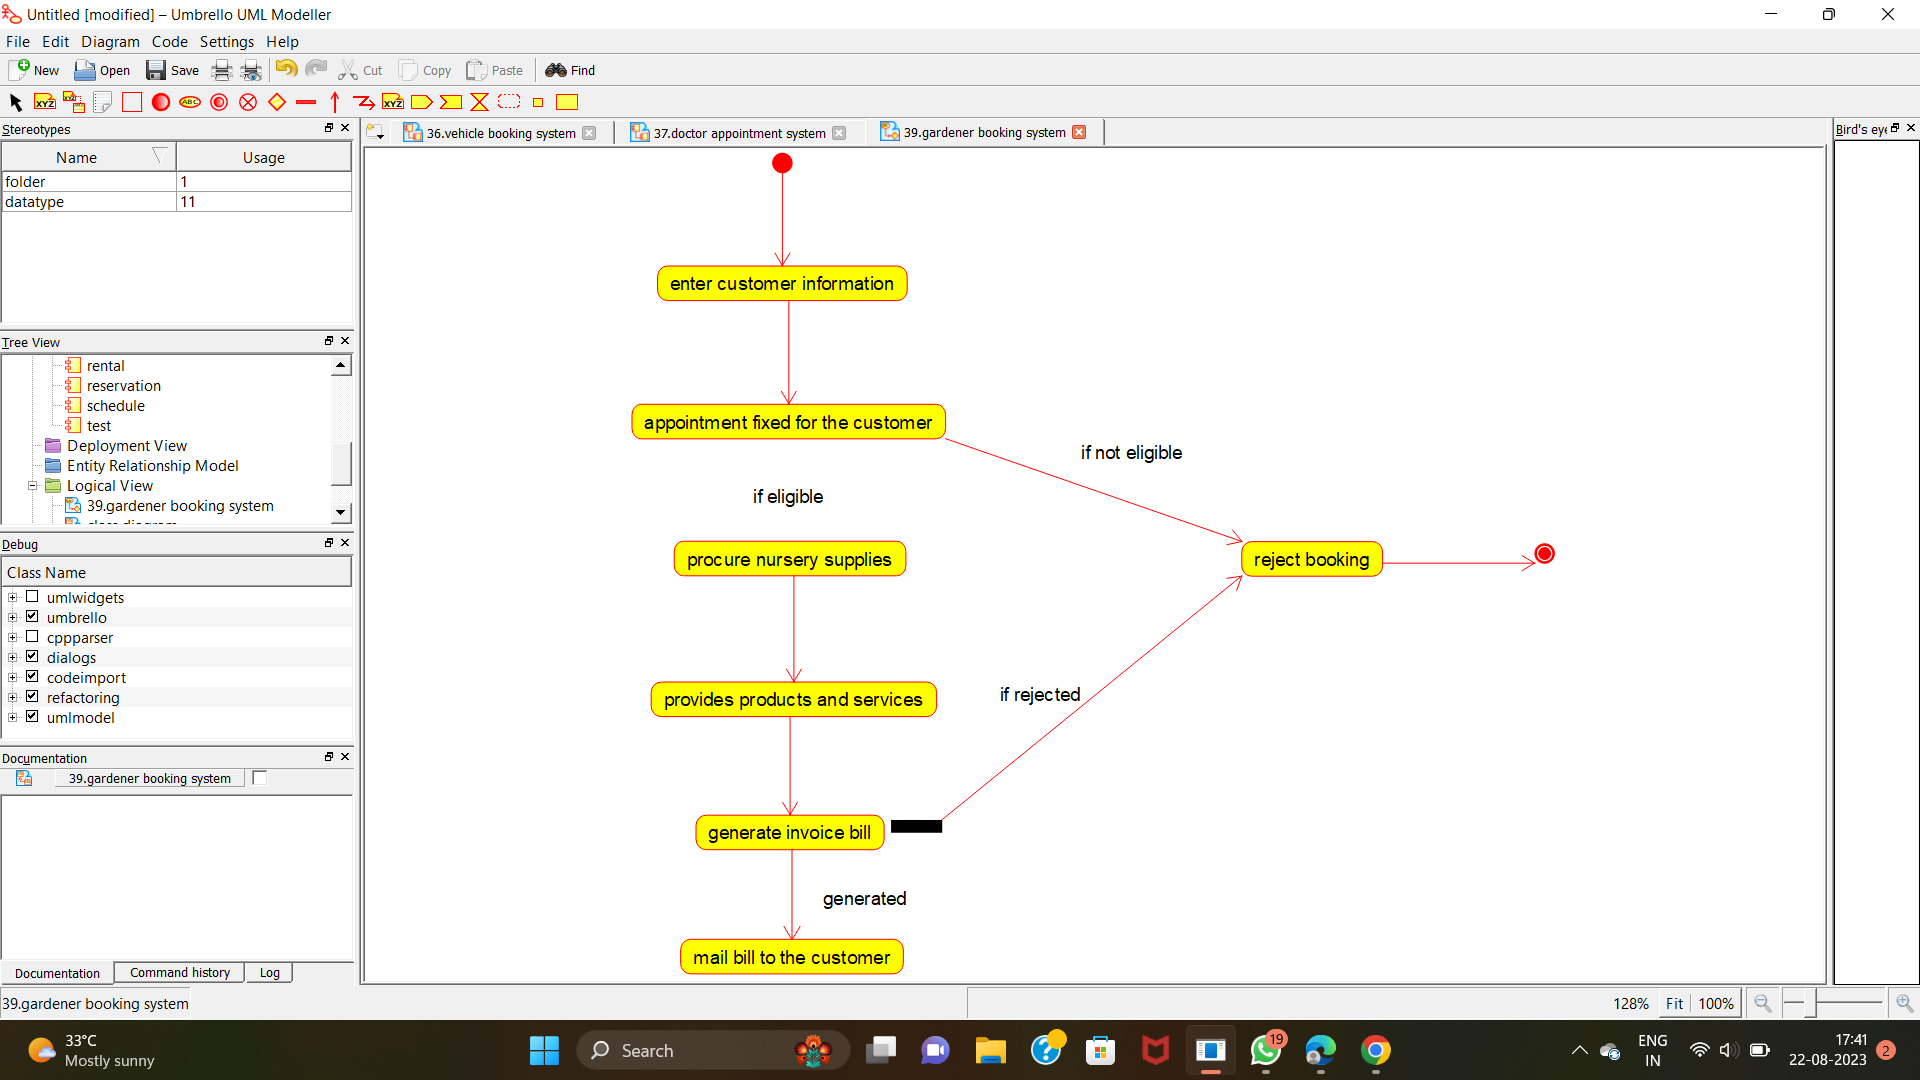 Untitled [modified] – Umbrello UML Modeller
File Edit Diagram Code Settings Help
New Open Save Cut Copy Paste Find
XYZ XYZ ABC XYZ
Stereotypes
Name Usage
folder 1
datatype 11
Tree View
rental
reservation
schedule
test
Deployment View
Entity Relationship Model
Logical View
39.gardener booking system
class diagram
Debug
Class Name
umlwidgets
umbrello
cppparser
dialogs
codeimport
refactoring
umlmodel
Documentation
39.gardener booking system
Documentation Command history Log
39.gardener booking system
36.vehicle booking system 37.doctor appointment system 39.gardener booking system
Bird's eye
enter customer information
appointment fixed for the customer
if not eligible
if eligible
procure nursery supplies
reject booking
provides products and services
if rejected
generate invoice bill
generated
mail bill to the customer
128% Fit 100%
33°C
Mostly sunny
Search
19
ENG
IN
17:41
22-08-2023
2